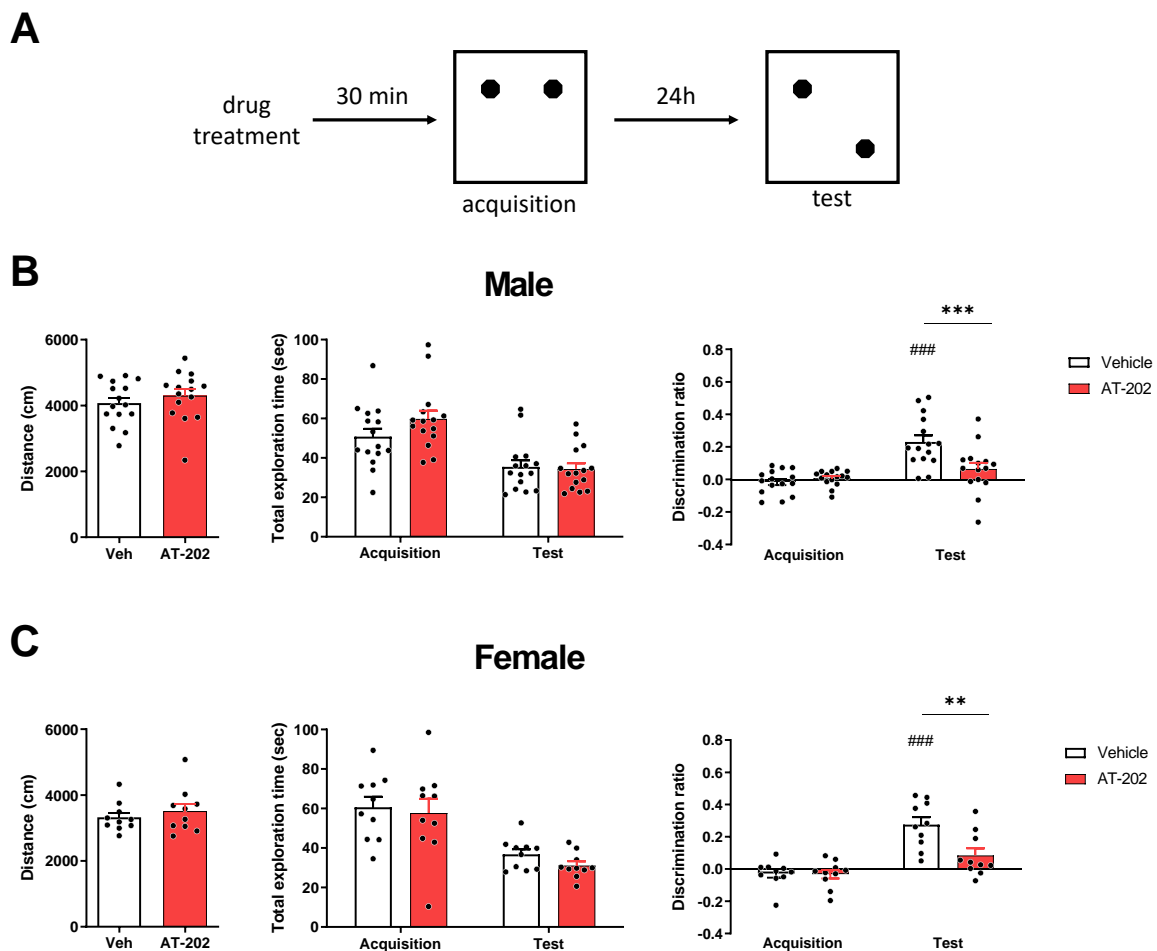 A
drug
treatment
30 min
acquisition
24h
test
B
Male
Distance (cm)
6000
4000
2000
0
Veh AT-202
Total exploration time (sec)
100
80
60
40
20
0
Acquisition Test
Discrimination ratio
0.8
0.6
0.4
0.2
0.0
-0.2
-0.4
***
###
Acquisition Test
Vehicle
AT-202
C
Female
Distance (cm)
6000
4000
2000
0
Veh AT-202
Total exploration time (sec)
100
80
60
40
20
0
Acquisition Test
Discrimination ratio
0.8
0.6
0.4
0.2
0.0
-0.2
-0.4
**
###
Acquisition Test
Vehicle
AT-202